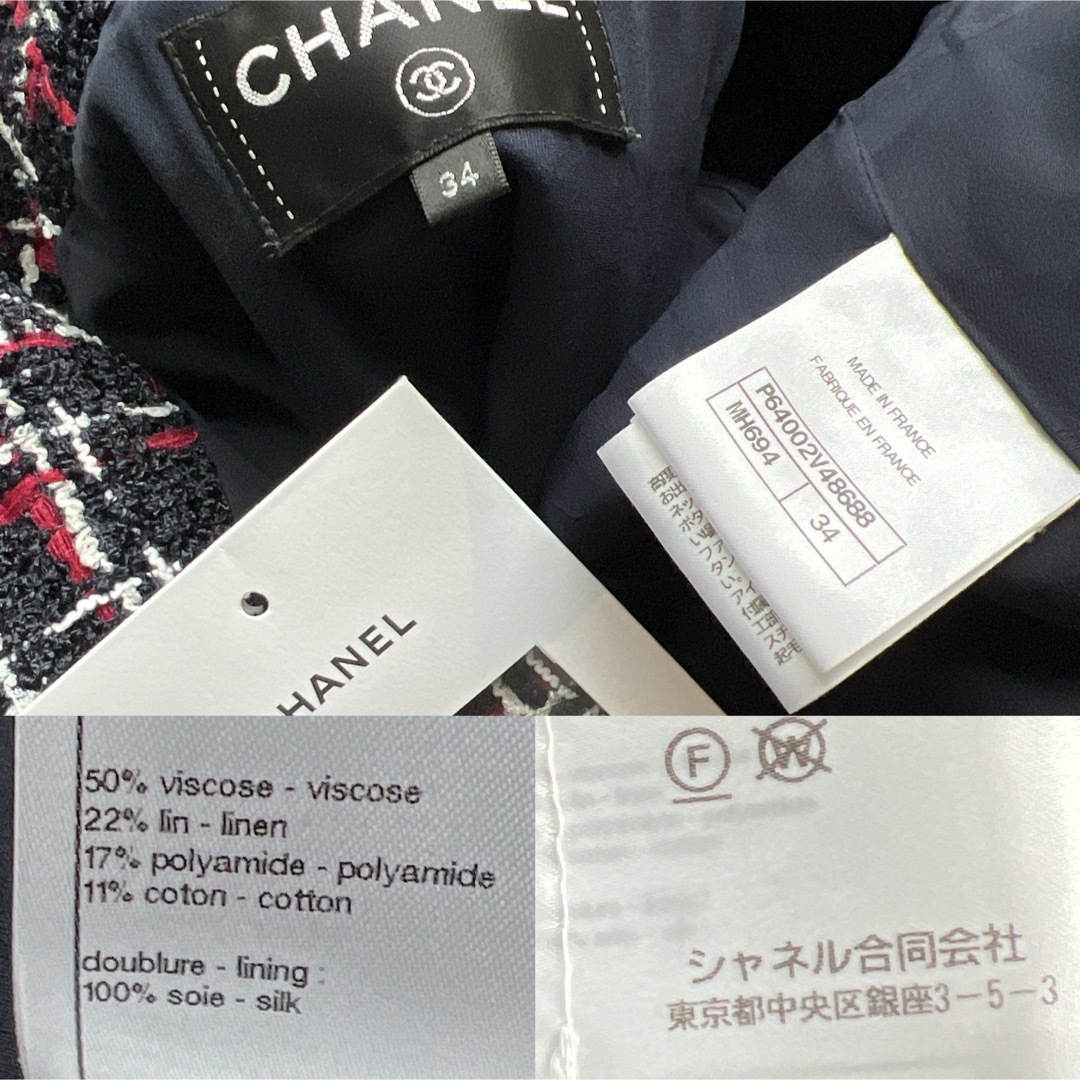 CHANEL
34
MADE IN FRANCE
FABRIQUE EN FRANCE
P64002V48688
MH694
34
CHANEL
50% viscose - viscose
22% lin - linen
17% polyamide - polyamide
11% coton - cotton
doublure - lining :
100% soie - silk
F
W
シャネル合同会社
東京都中央区銀座3-5-3